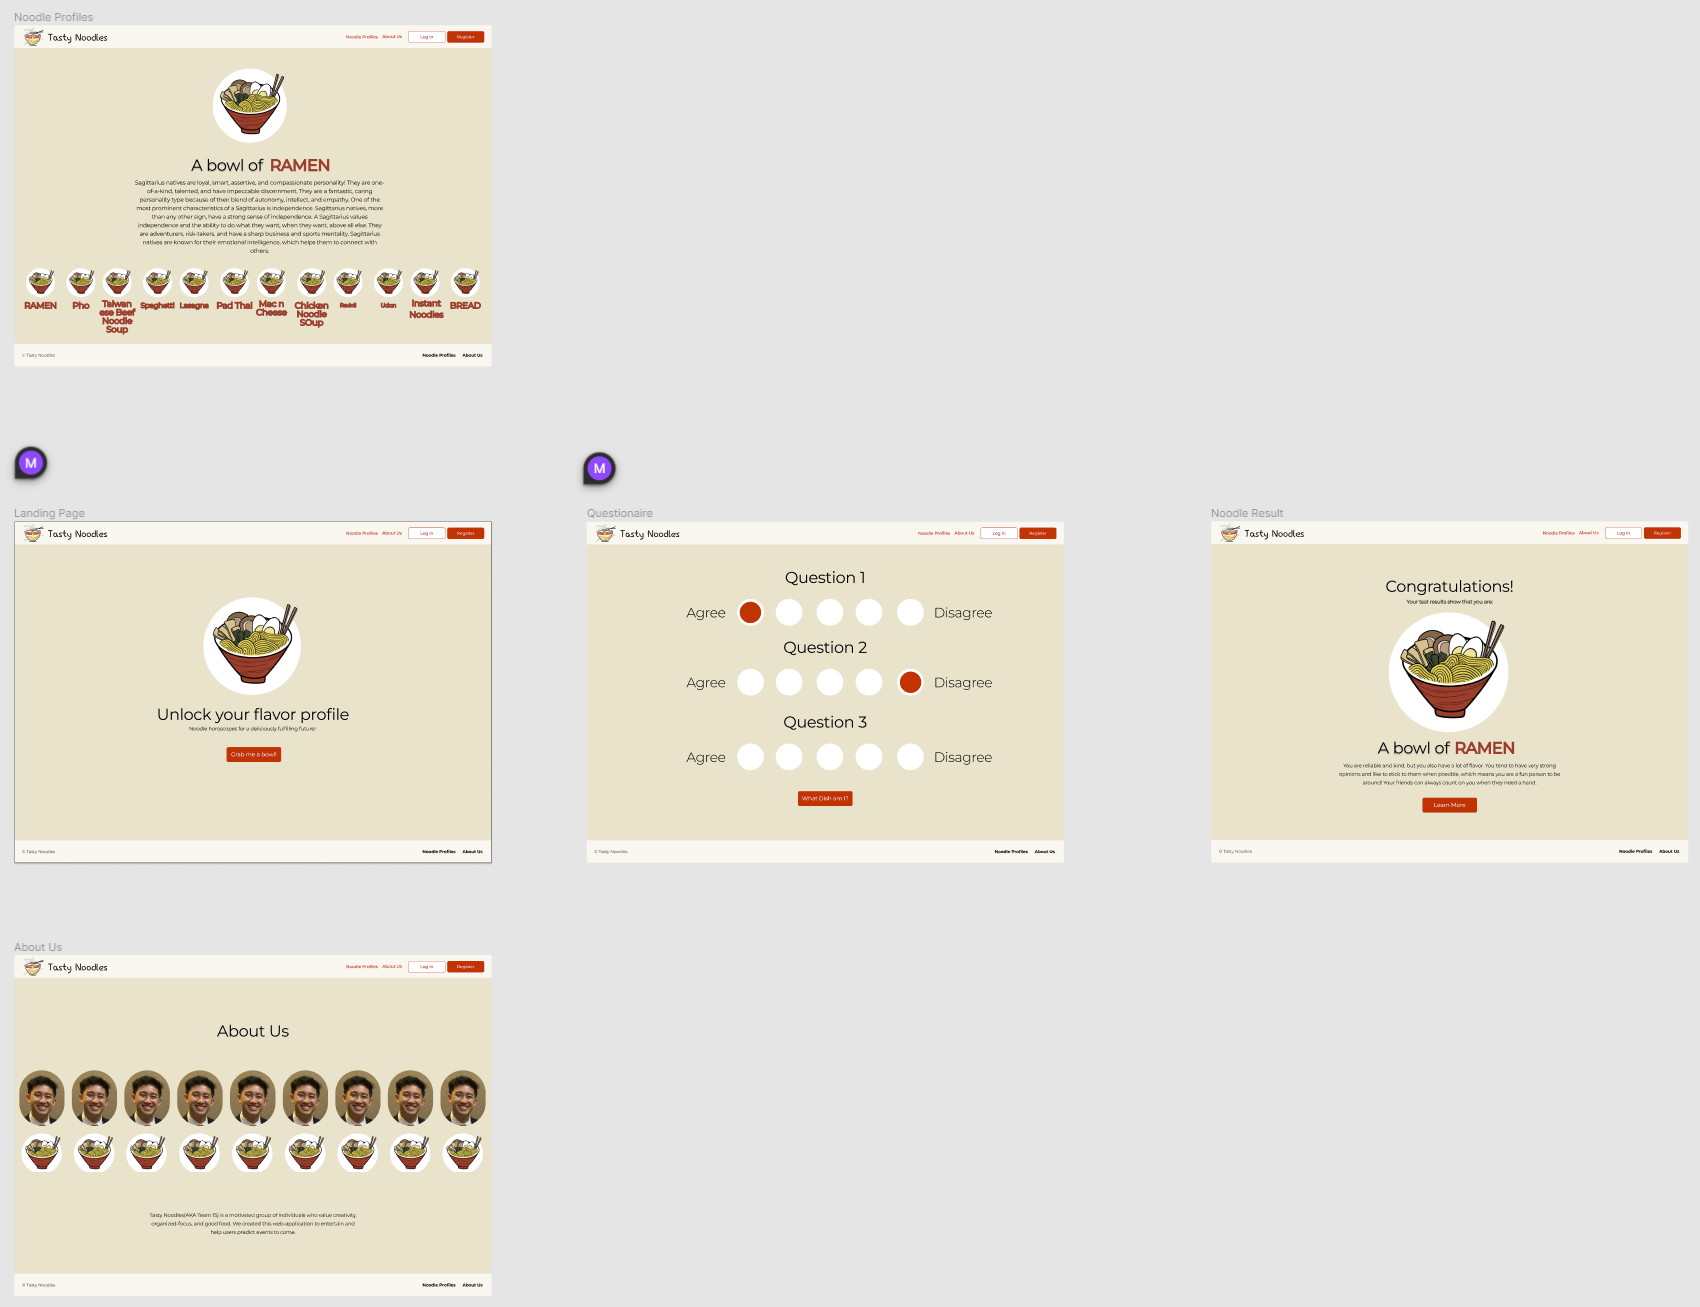 Noodle Profiles
Tasty Noodles
Noodle Profiles About Us Log In Register
A bowl of RAMEN
Sagittarius natives are loyal, smart, assertive, and compassionate personality! They are one-
of-a-kind, talented, and have impeccable discernment. They are a fantastic, caring
personality type because of their blend of autonomy, intellect, and empathy. One of the
most prominent characteristics of a Sagittarius is independence. Sagittarius natives, more
than any other sign, have a strong sense of independence. A Sagittarius values
independence and the ability to do what they want, when they want, above all else. They
are adventurers, risk-takers, and have a sharp business and sports mentality. Sagittarius
natives are known for their emotional intelligence, which helps them to connect with
others.
RAMEN
Pho
Taiwan
ese Beef
Noodle
Soup
Spaghetti
Lasagna
Pad Thai
Mac n
Cheese
Chicken
Noodle
SOup
Ravioli
Udon
Instant
Noodles
BREAD
© Tasty Noodles
Noodle Profiles About Us
M
M
Landing Page
Tasty Noodles
Noodle Profiles About Us Log In Register
Unlock your flavor profile
Noodle horoscopes for a deliciously fulfilling future!
Grab me a bowl!
© Tasty Noodles
Noodle Profiles About Us
Questionaire
Tasty Noodles
Noodle Profiles About Us Log In Register
Question 1
Agree Disagree
Question 2
Agree Disagree
Question 3
Agree Disagree
What Dish am I?
© Tasty Noodles
Noodle Profiles About Us
Noodle Result
Tasty Noodles
Noodle Profiles About Us Log In Register
Congratulations!
Your test results show that you are:
A bowl of RAMEN
You are reliable and kind, but you also have a lot of flavor. You tend to have very strong
opinions and like to stick to them when possible, which means you are a fun person to be
around! Your friends can always count on you when they need a hand.
Learn More
© Tasty Noodles
Noodle Profiles About Us
About Us
Tasty Noodles
Noodle Profiles About Us Log In Register
About Us
Tasty Noodles(AKA Team 15) is a motivated group of individuals who value creativity,
organized-focus, and good food. We created this web-application to entertain and
help users predict events to come.
© Tasty Noodles
Noodle Profiles About Us